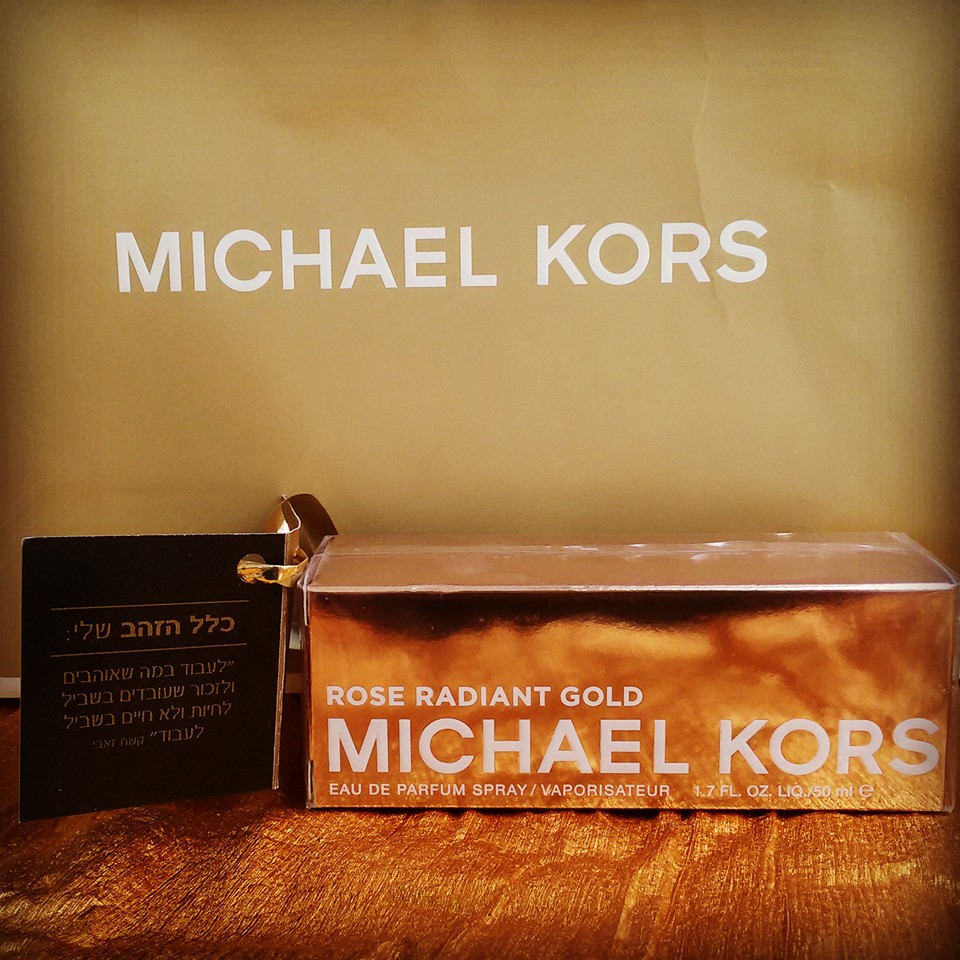 MICHAEL KORS
כלל הזהב שלי:
"לעבוד במה שאוהבים
ולזכור שעובדים בשביל
לחיות ולא חיים בשביל
לעבוד" קשת זאבי
ROSE RADIANT GOLD
MICHAEL KORS
EAU DE PARFUM SPRAY / VAPORISATEUR 1.7 FL. OZ. LIQ./50 ml ℮